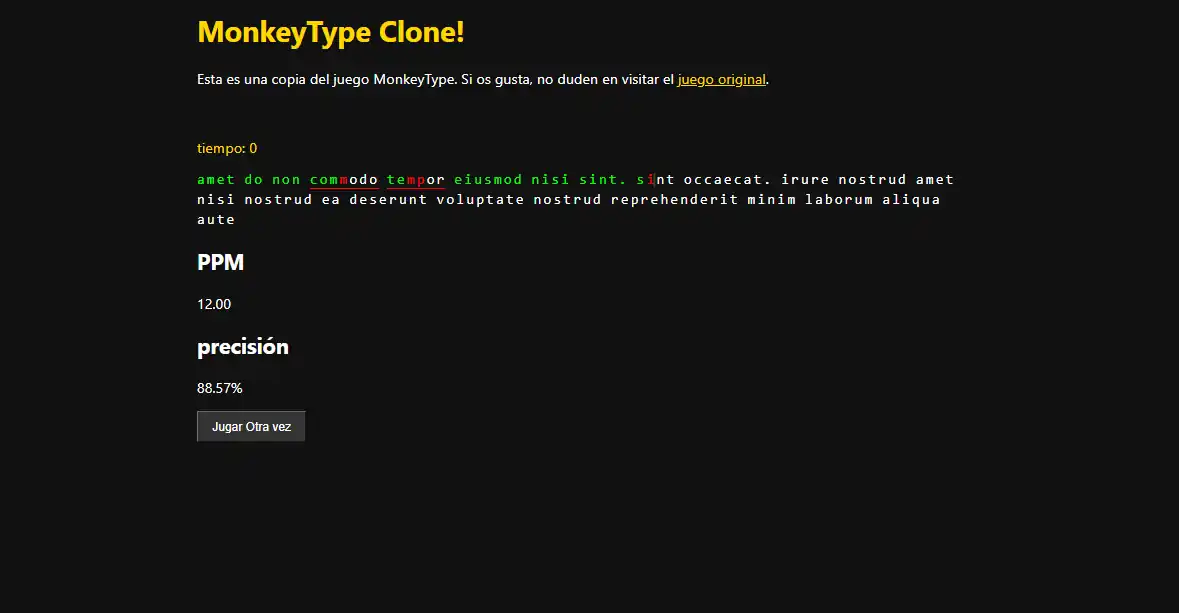 MonkeyType Clone!
Esta es una copia del juego MonkeyType. Si os gusta, no duden en visitar el juego original.
tiempo: 0
amet do non commodo tempor eiusmod nisi sint. sint occaecat. irure nostrud amet
nisi nostrud ea deserunt voluptate nostrud reprehenderit minim laborum aliqua
aute
PPM
12.00
precisión
88.57%
Jugar Otra vez